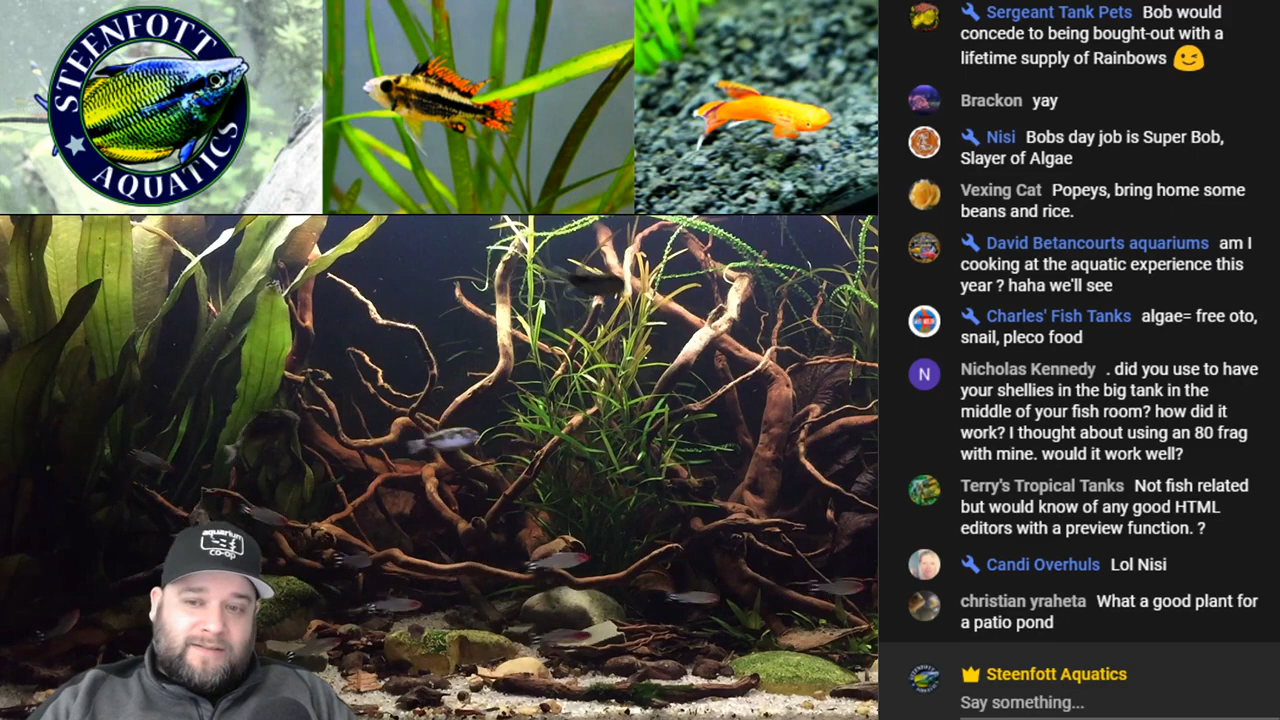 STEENFOTT
AQUATICS
aquarium
co-op
Sergeant Tank Pets Bob would
concede to being bought-out with a
lifetime supply of Rainbows 😉
Brackon yay
Nisi Bobs day job is Super Bob,
Slayer of Algae
Vexing Cat Popeys, bring home some
beans and rice.
David Betancourts aquariums am I
cooking at the aquatic experience this
year ? haha we'll see
Charles' Fish Tanks algae= free oto,
snail, pleco food
N
Nicholas Kennedy . did you use to have
your shellies in the big tank in the
middle of your fish room? how did it
work? I thought about using an 80 frag
with mine. would it work well?
Terry's Tropical Tanks Not fish related
but would know of any good HTML
editors with a preview function. ?
Candi Overhuls Lol Nisi
christian yraheta What a good plant for
a patio pond
Steenfott Aquatics
Say something...